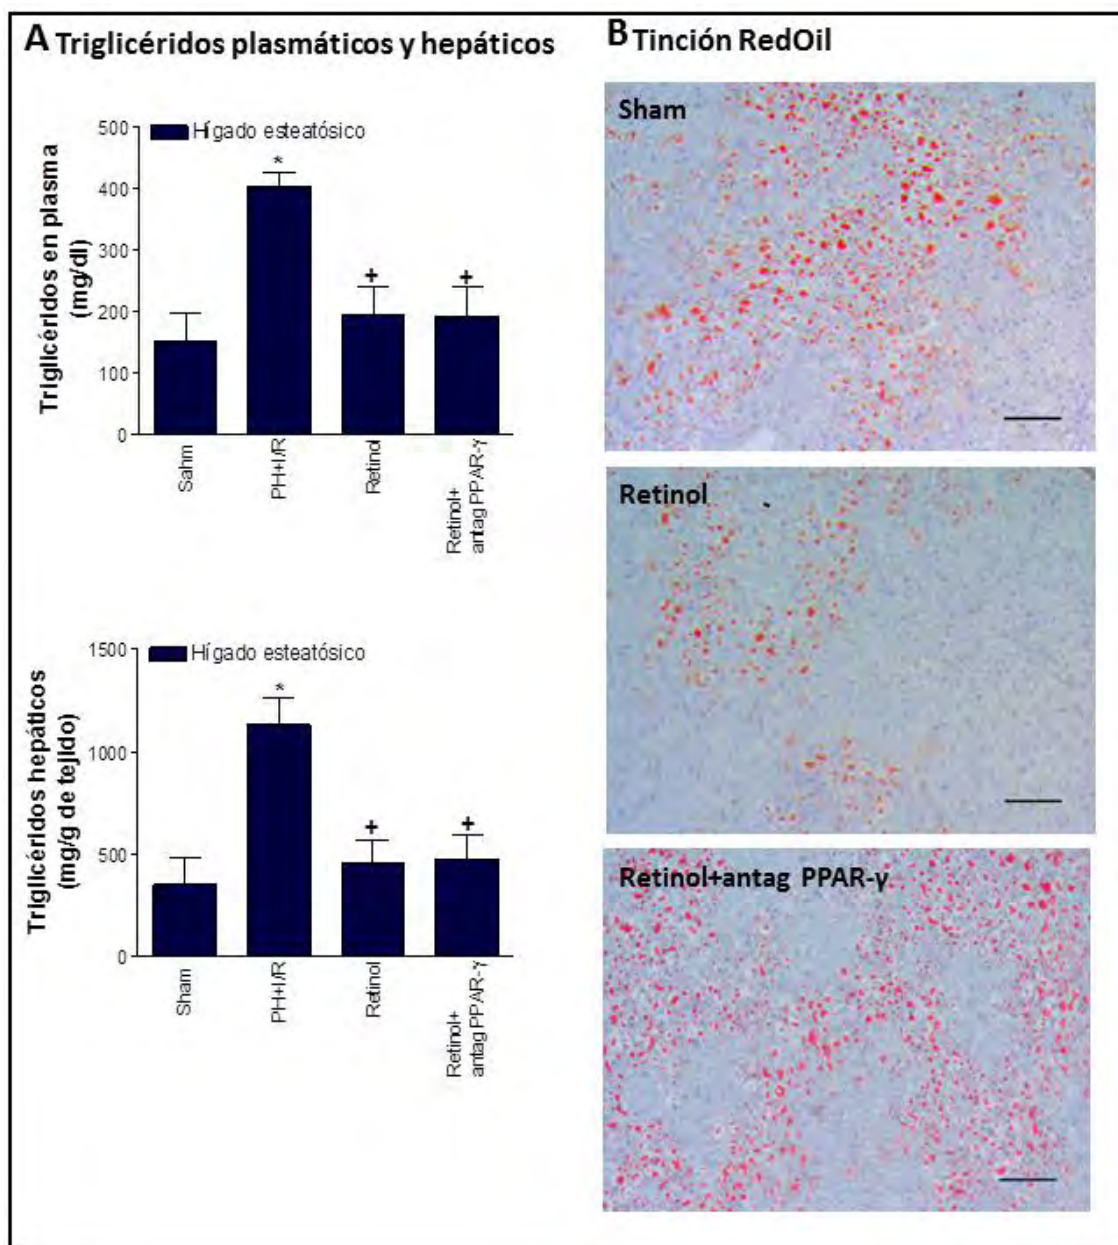 A Triglicéridos plasmáticos y hepáticos
Hígado esteatósico
Triglicéridos en plasma
(mg/dl)
500
400
300
200
100
0
*
+
+
Sahm
PH+I/R
Retinol
Retinol+
antag PPAR-γ
Hígado esteatósico
Triglicéridos hepáticos
(mg/g de tejido)
1500
1000
500
0
*
+
+
Sham
PH+I/R
Retinol
Retinol+
antag PPAR-γ
B Tinción RedOil
Sham
Retinol
Retinol+antag PPAR-γ